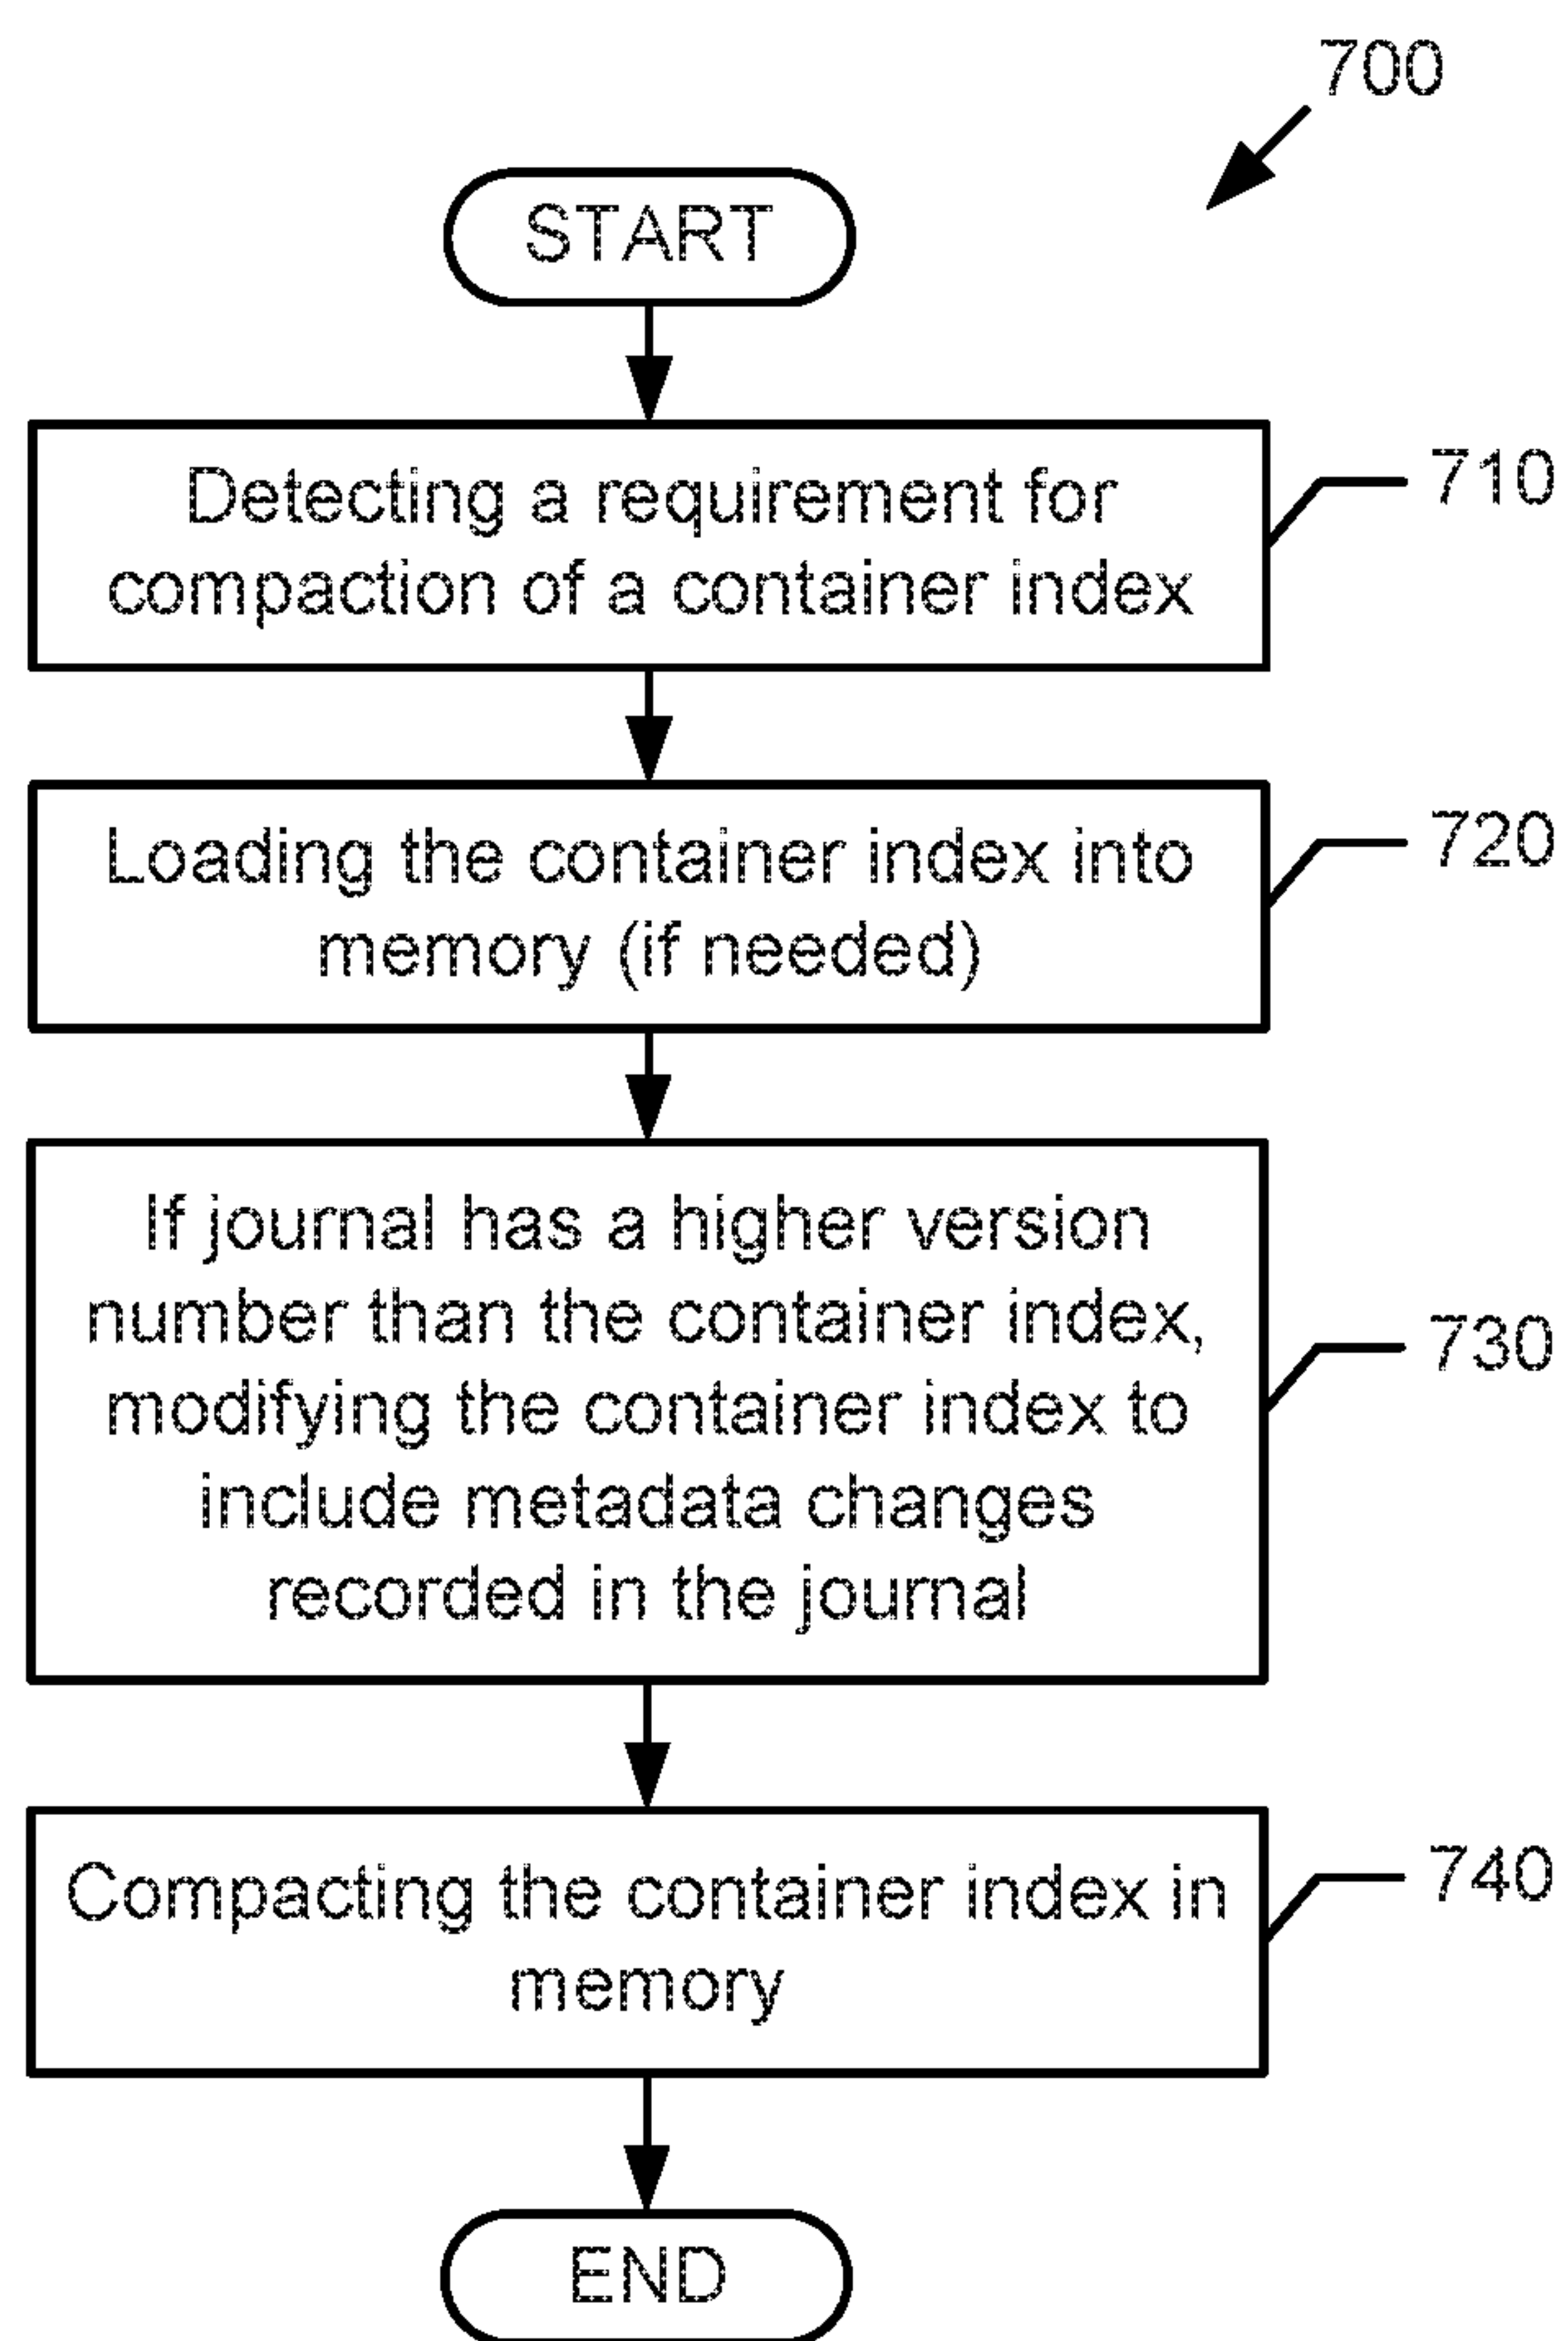 700
START
Detecting a requirement for
compaction of a container index
710
Loading the container index into
memory (if needed)
720
If journal has a higher version
number than the container index,
modifying the container index to
include metadata changes
recorded in the journal
730
Compacting the container index in
memory
740
END